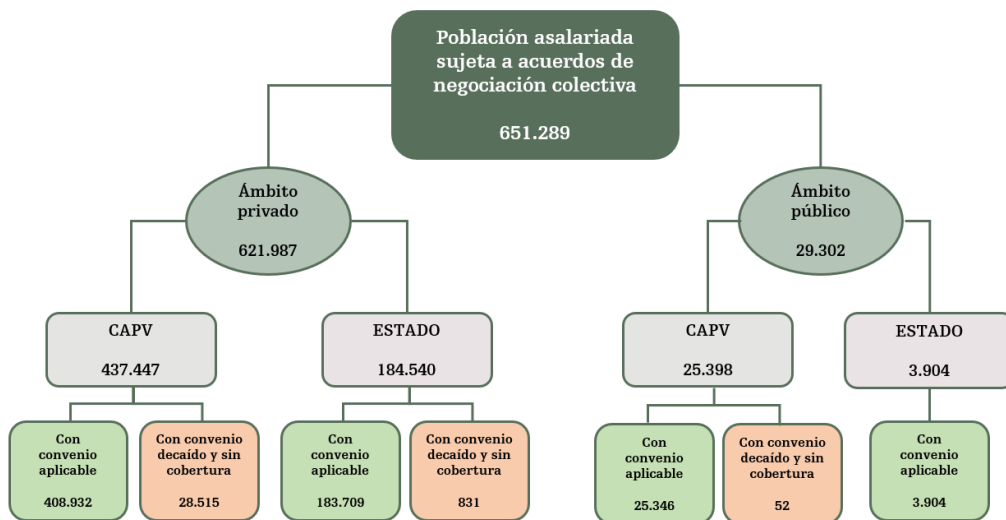 Población asalariada
sujeta a acuerdos de
negociación colectiva
651.289
Ámbito
privado
621.987
Ámbito
público
29.302
CAPV
437.447
ESTADO
184.540
CAPV
25.398
ESTADO
3.904
Con
convenio
aplicable
408.932
Con convenio
decaído y sin
cobertura
28.515
Con
convenio
aplicable
183.709
Con convenio
decaído y sin
cobertura
831
Con
convenio
aplicable
25.346
Con convenio
decaído y sin
cobertura
52
Con
convenio
aplicable
3.904